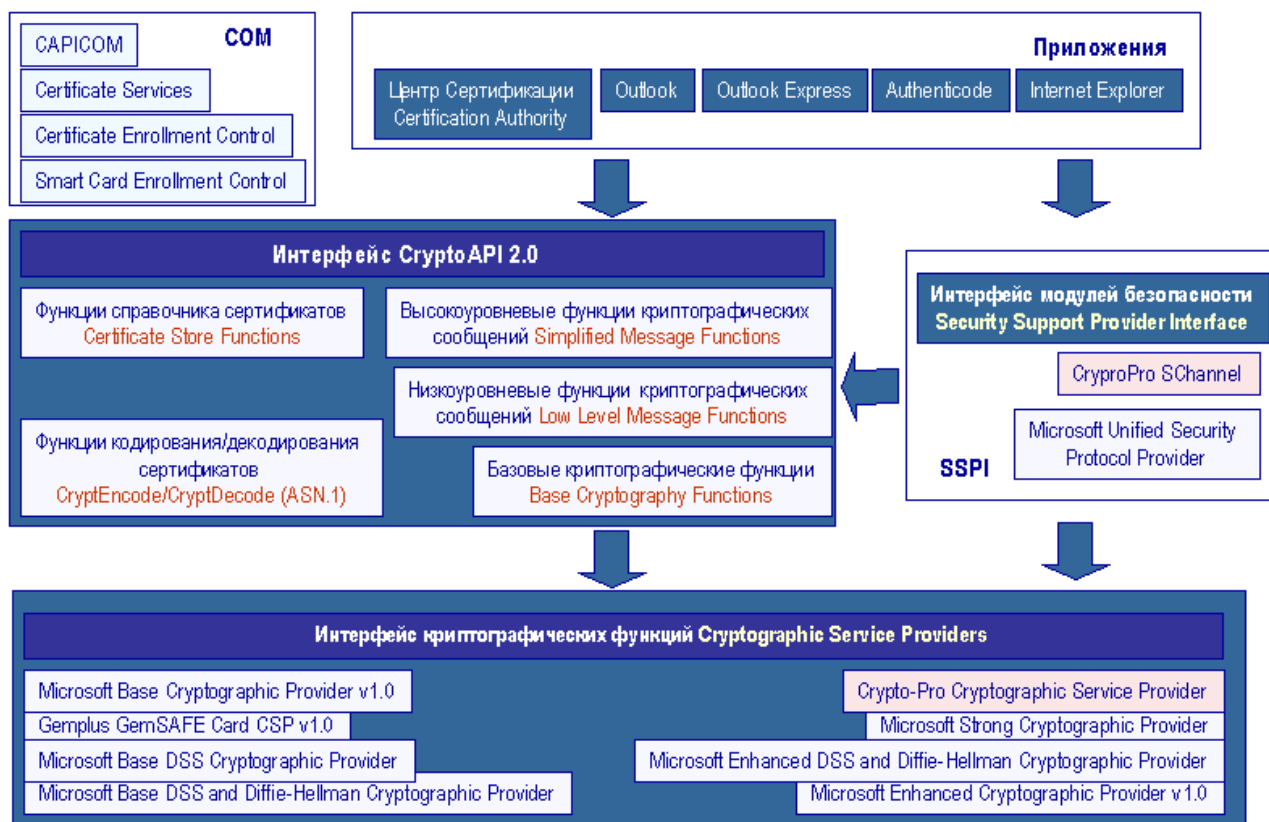 COM
CAPICOM
Certificate Services
Certificate Enrollment Control
Smart Card Enrollment Control
Приложения
Центр Сертификации
Certification Authority
Outlook
Outlook Express
Authenticode
Internet Explorer
Интерфейс CryptoAPI 2.0
Функции справочника сертификатов
Certificate Store Functions
Высокоуровневые функции криптографических
сообщений Simplified Message Functions
Низкоуровневые функции криптографических
сообщений Low Level Message Functions
Функции кодирования/декодирования
сертификатов
CryptEncode/CryptDecode (ASN.1)
Базовые криптографические функции
Base Cryptography Functions
Интерфейс модулей безопасности
Security Support Provider Interface
CryproPro SChannel
Microsoft Unified Security
Protocol Provider
SSPI
Интерфейс криптографических функций Cryptographic Service Providers
Microsoft Base Cryptographic Provider v1.0
Gemplus GemSAFE Card CSP v1.0
Microsoft Base DSS Cryptographic Provider
Microsoft Base DSS and Diffie-Hellman Cryptographic Provider
Crypto-Pro Cryptographic Service Provider
Microsoft Strong Cryptographic Provider
Microsoft Enhanced DSS and Diffie-Hellman Cryptographic Provider
Microsoft Enhanced Cryptographic Provider v1.0